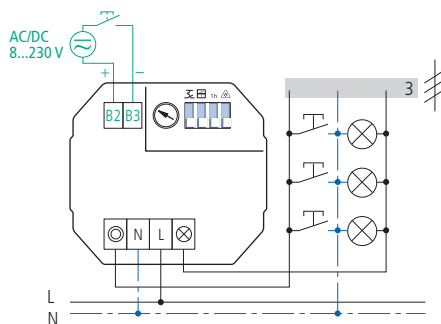 AC/DC
8...230 V
+ −
B2 B3
1h
3
N L
L
N